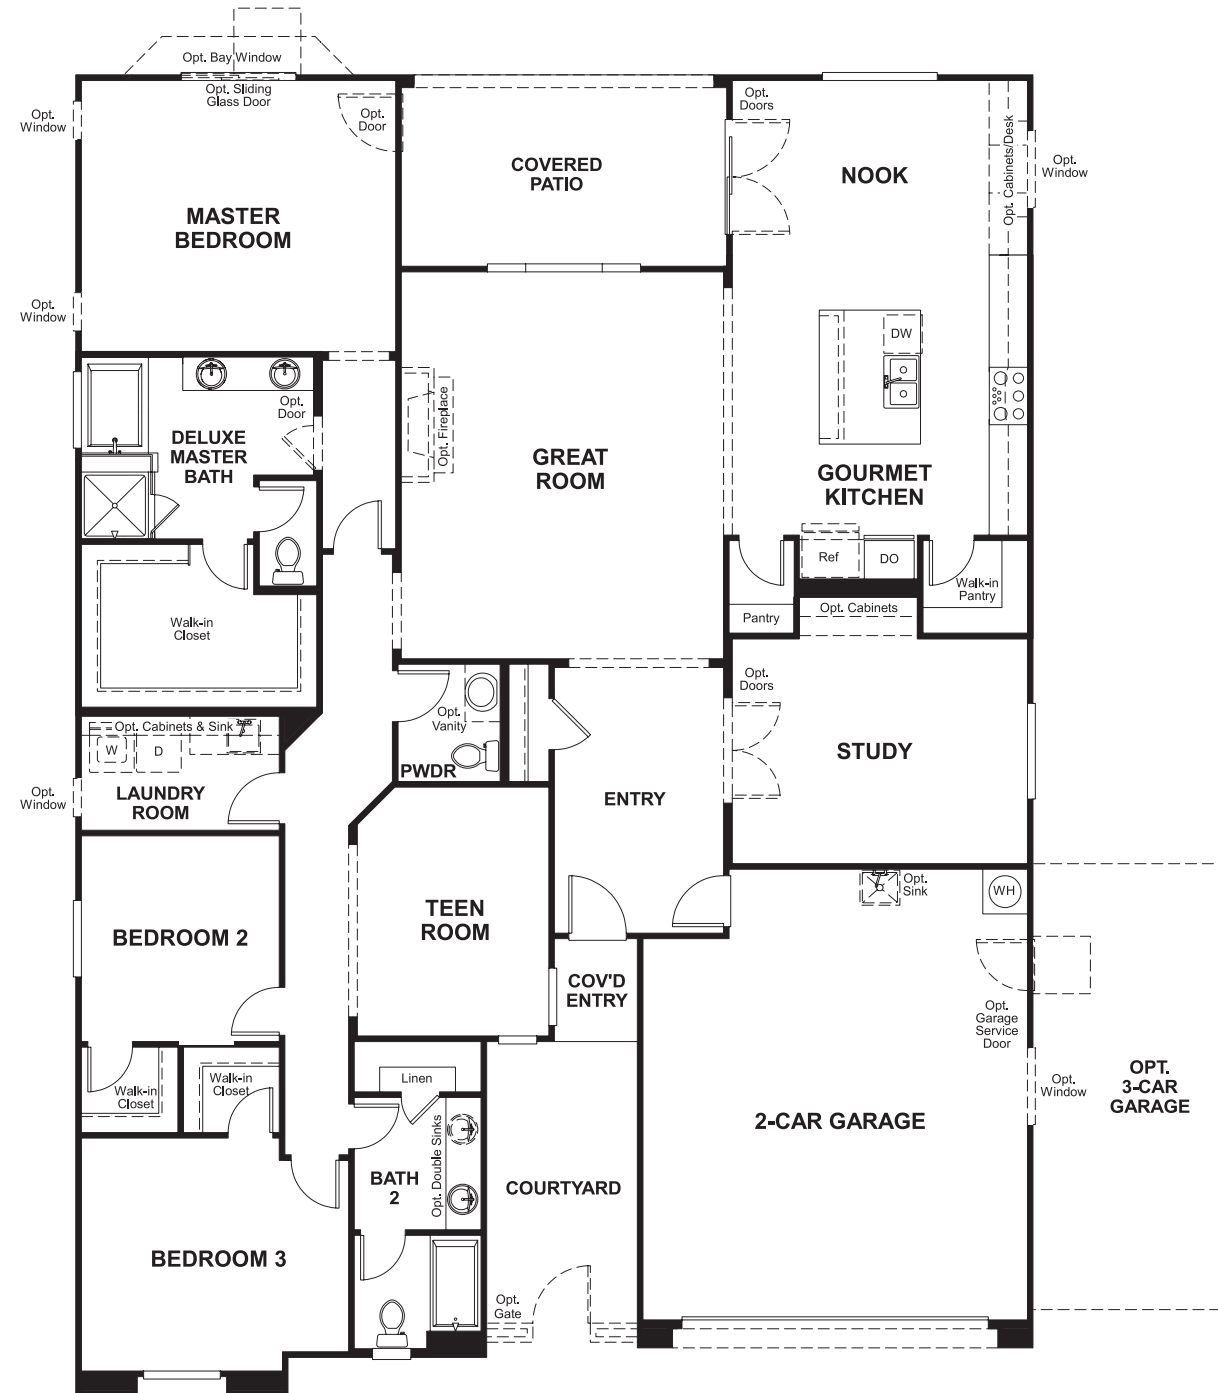 Opt. Bay Window
Opt. Sliding
Glass Door
Opt.
Window
Opt.
Door
Opt.
Doors
COVERED
PATIO
NOOK
Opt. Cabinets/Desk
Opt.
Window
MASTER
BEDROOM
Opt.
Window
DW
Opt.
Door
Opt. Fireplace
DELUXE
MASTER
BATH
GREAT
ROOM
GOURMET
KITCHEN
Ref
DO
Walk-in
Pantry
Pantry
Opt. Cabinets
Walk-in
Closet
Opt.
Vanity
PWDR
Opt.
Doors
STUDY
Opt. Cabinets & Sink
W
D
LAUNDRY
ROOM
Opt.
Window
ENTRY
Opt.
Sink
WH
TEEN
ROOM
BEDROOM 2
COV'D
ENTRY
Opt.
Garage
Service
Door
Walk-in
Closet
Walk-in
Closet
Linen
Opt.
Window
OPT.
3-CAR
GARAGE
2-CAR GARAGE
Opt. Double Sinks
BATH
2
COURTYARD
BEDROOM 3
Opt.
Gate